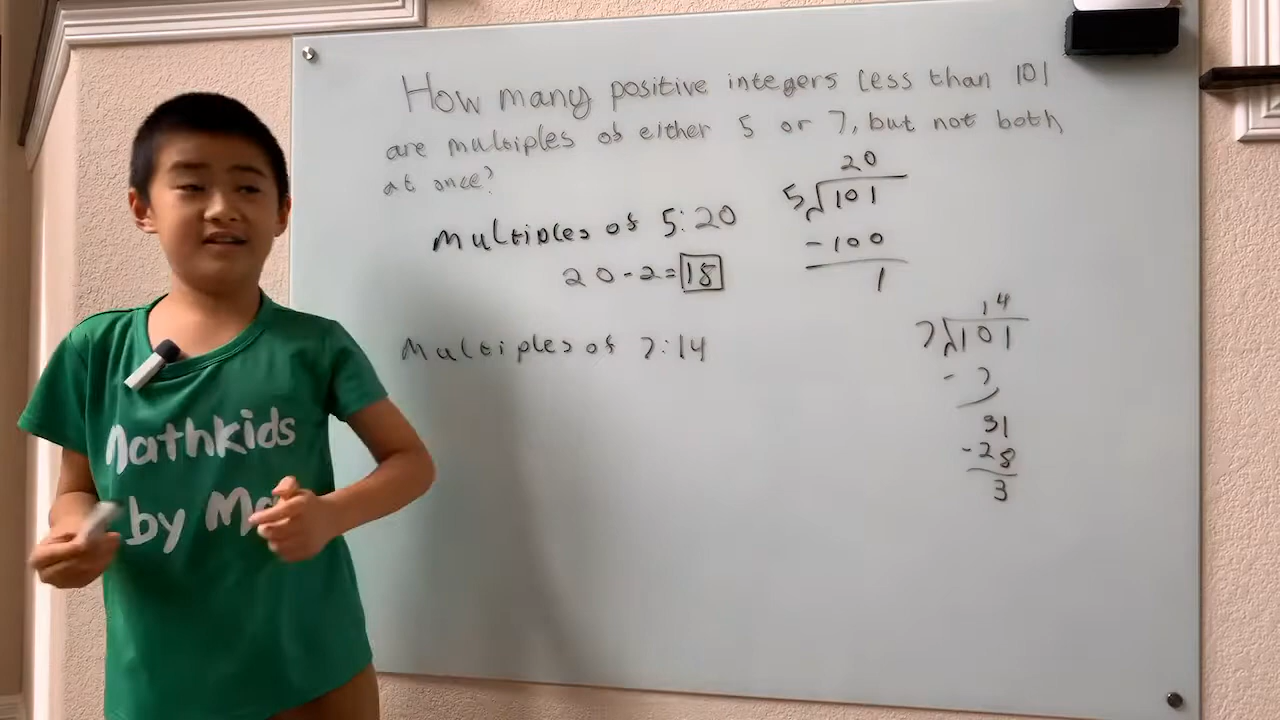 How many positive integers less than 101
are multiples of either 5 or 7, but not both
at once?
Multiples of 5:20
20-2=18
Multiples of 7:14
20
5 101
-100
1
14
7 101
- 7
31
-28
3
Mathkids
by Ma